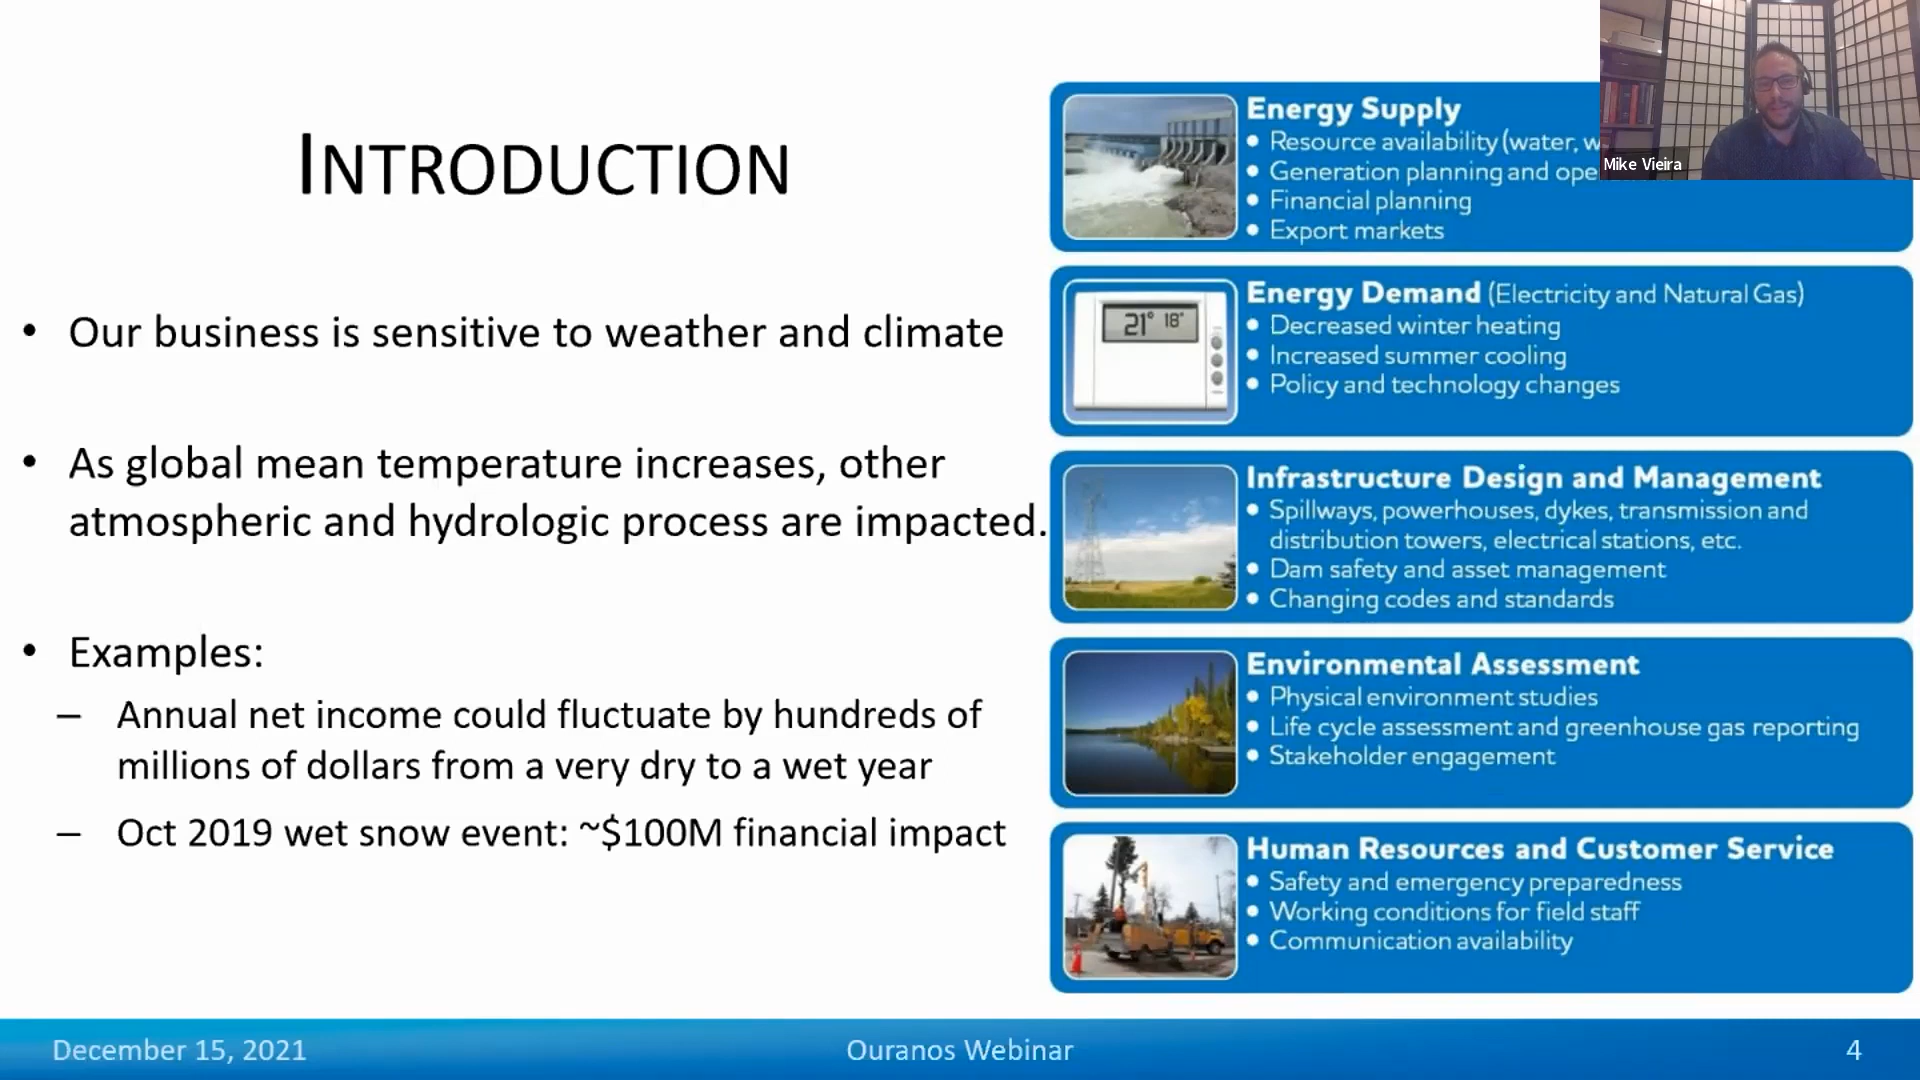 INTRODUCTION
• Our business is sensitive to weather and climate
• As global mean temperature increases, other
atmospheric and hydrologic process are impacted.
• Examples:
– Annual net income could fluctuate by hundreds of
millions of dollars from a very dry to a wet year
– Oct 2019 wet snow event: ~$100M financial impact
Energy Supply
• Resource availability (water, w
• Generation planning and ope
• Financial planning
• Export markets
Mike Vieira
21° 18°
Energy Demand (Electricity and Natural Gas)
• Decreased winter heating
• Increased summer cooling
• Policy and technology changes
Infrastructure Design and Management
• Spillways, powerhouses, dykes, transmission and
distribution towers, electrical stations, etc.
• Dam safety and asset management
• Changing codes and standards
Environmental Assessment
• Physical environment studies
• Life cycle assessment and greenhouse gas reporting
• Stakeholder engagement
Human Resources and Customer Service
• Safety and emergency preparedness
• Working conditions for field staff
• Communication availability
December 15, 2021
Ouranos Webinar
4